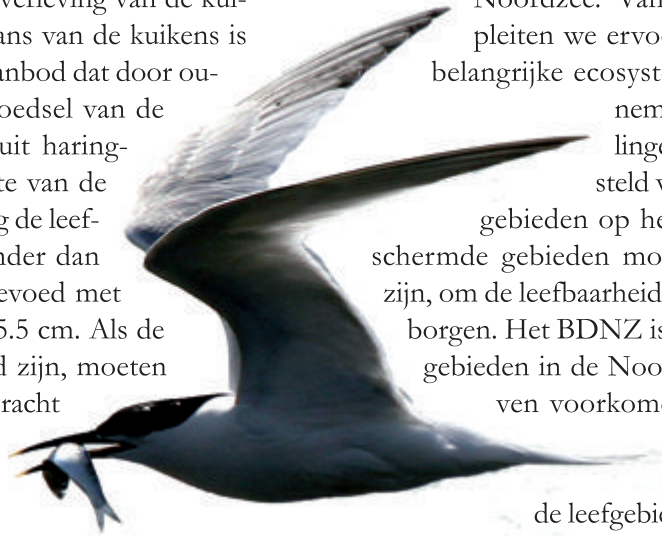 verleving van de kui-
ans van de kuikens is
anbod dat door ou-
oedsel van de
uit haring-
te van de
g de leef-
nder dan
evoed met
5.5 cm. Als de
d zijn, moeten
racht
Noordzee. Van
pleiten we ervoo
belangrijke ecosyst
nem
linge
steld
gebieden op he
schermde gebieden mo
zijn, om de leefbaarheid
borgen. Het BDNZ is
gebieden in de Noo
ven voorkome
de leefgebie